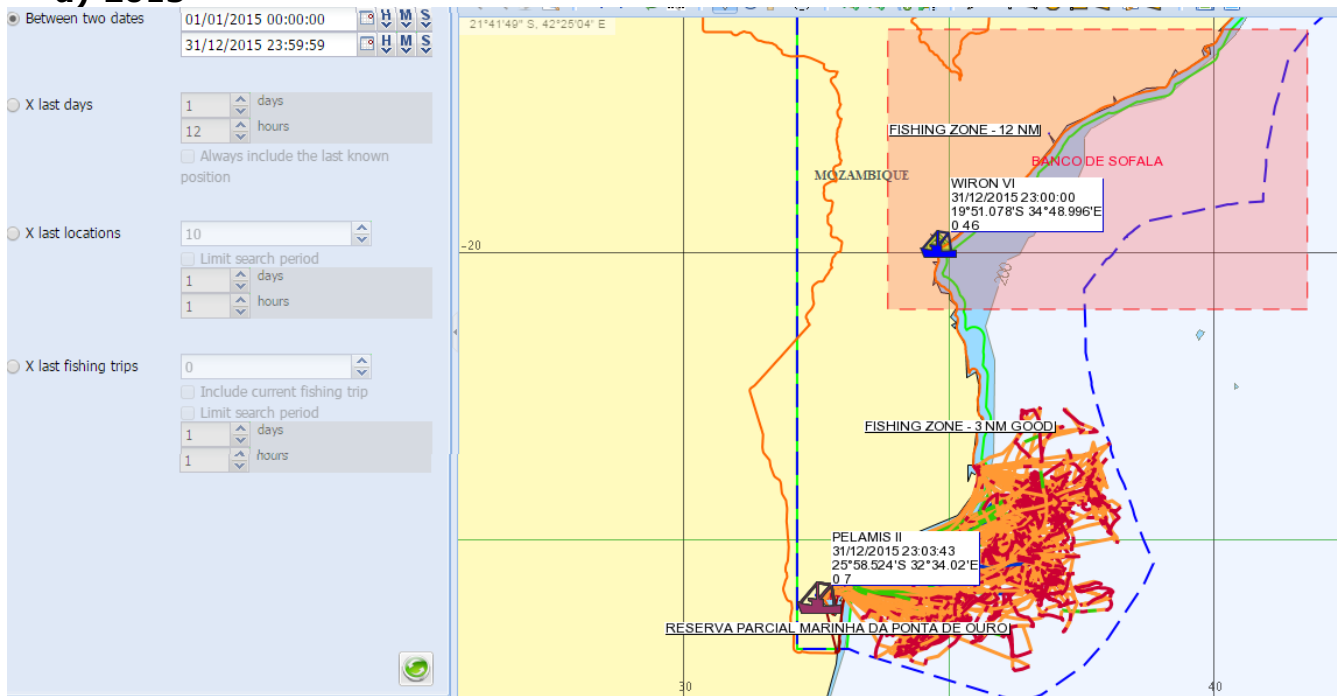 a) 2015
Between two dates
01/01/2015 00:00:00
H M S
31/12/2015 23:59:59
H M S
X last days
1
days
12
hours
Always include the last known
position
X last locations
10
Limit search period
1
days
1
hours
X last fishing trips
0
Include current fishing trip
Limit search period
1
days
1
hours
21°41'49" S, 42°25'04" E
FISHING ZONE - 12 NM
BANCO DE SOFALA
MOZAMBIQUE
WIRON VI
31/12/2015 23:00:00
19°51.078'S 34°48.996'E
0 46
-20
200
FISHING ZONE - 3 NM GOOD
PELAMIS II
31/12/2015 23:03:43
25°58.524'S 32°34.02'E
0 7
RESERVA PARCIAL MARINHA DA PONTA DE OURO
30
40